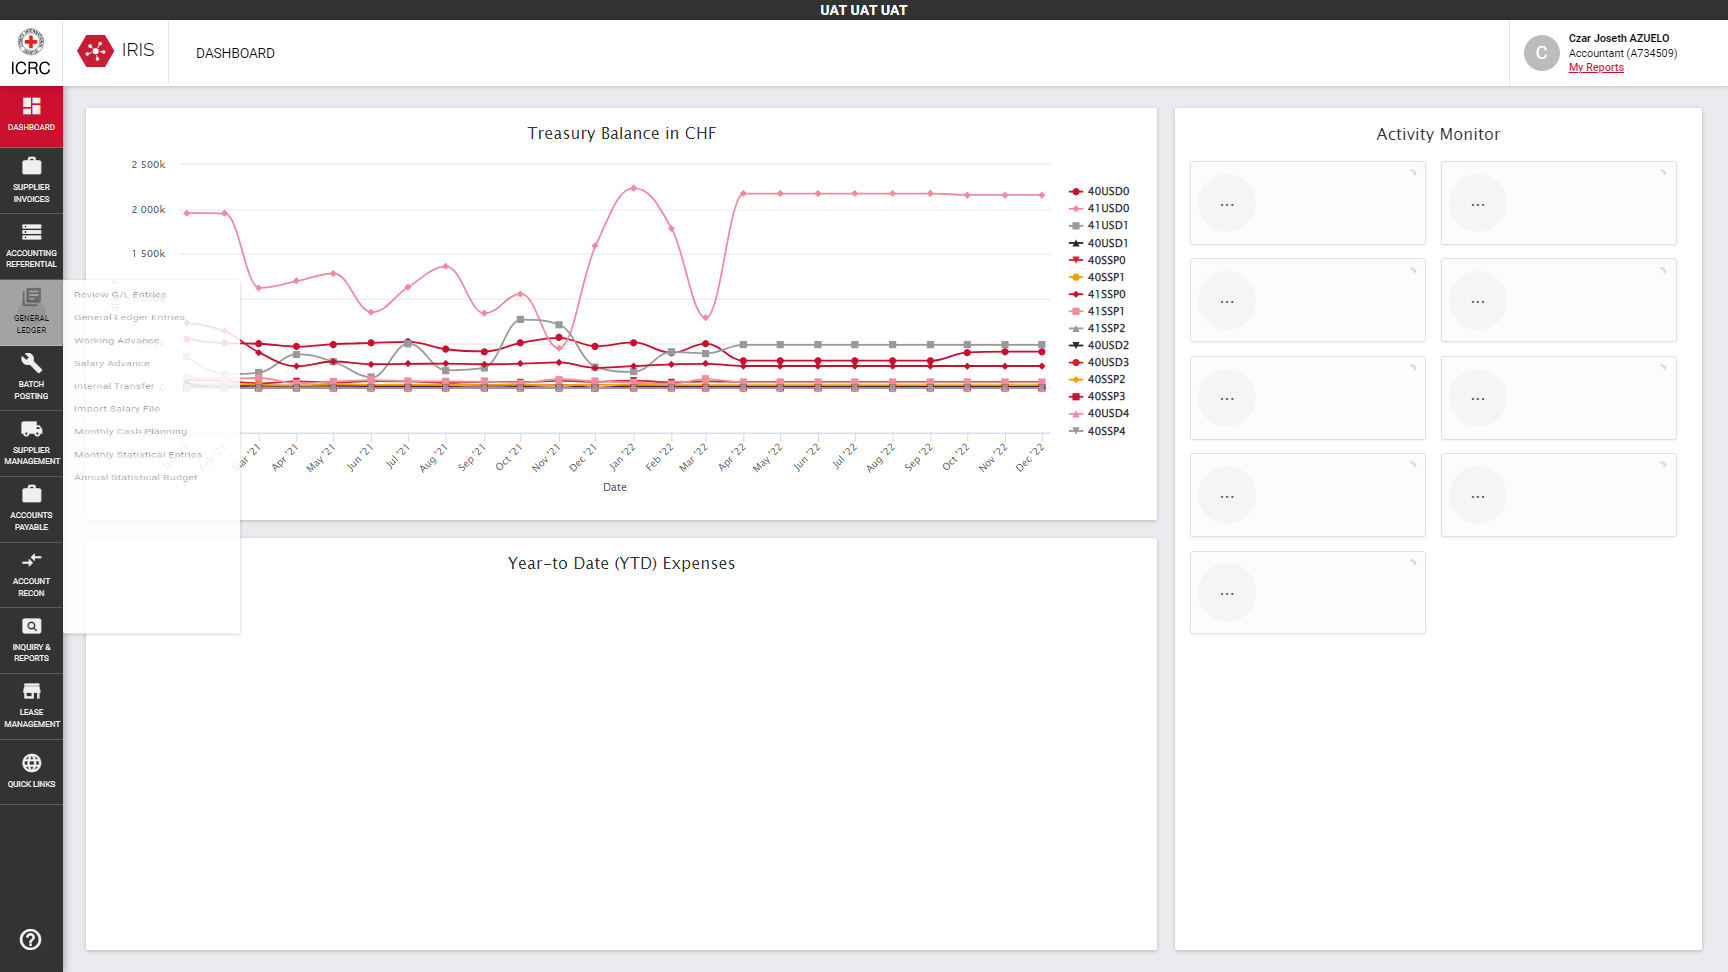 UAT UAT UAT
ICRC
IRIS
DASHBOARD
Czar Joseth AZUELO
Accountant (A734509)
My Reports
DASHBOARD
SUPPLIER
INVOICES
ACCOUNTING
REFERENTIAL
GENERAL
LEDGER
BATCH
POSTING
SUPPLIER
MANAGEMENT
ACCOUNTS
PAYABLE
ACCOUNT
RECON
INQUIRY &
REPORTS
LEASE
MANAGEMENT
QUICK LINKS
Review G/L Entries
General Ledger Entries
Working Advance
Salary Advance
Internal Transfer
Import Salary File
Monthly Cash Planning
Monthly Statistical Entries
Annual Statistical Budget
Treasury Balance in CHF
2 500k
2 000k
1 500k
0
Feb '21
Mar '21
Apr '21
May '21
Jun '21
Jul '21
Aug '21
Sep '21
Oct '21
Nov '21
Dec '21
Jan '22
Feb '22
Mar '22
Apr '22
May '22
Jun '22
Jul '22
Aug '22
Sep '22
Oct '22
Nov '22
Dec '22
Date
40USD0
41USD0
41USD1
40USD1
40SSP0
40SSP1
41SSP0
41SSP1
41SSP2
40USD2
40USD3
40SSP2
40SSP3
40USD4
40SSP4
Year-to Date (YTD) Expenses
Activity Monitor
...
...
...
...
...
...
...
...
...